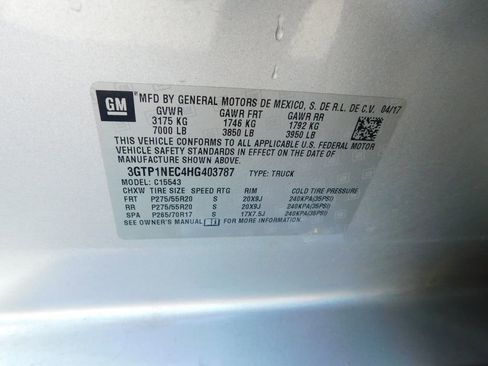 GM
MFD BY GENERAL MOTORS DE MEXICO, S. DE R.L. DE C.V. 04/17
GVWR GAWR FRT GAWR RR
3175 KG 1746 KG 1792 KG
7000 LB 3850 LB 3950 LB
THIS VEHICLE CONFORMS TO ALL APPLICABLE U.S. FEDERAL MOTOR
VEHICLE SAFETY STANDARDS IN EFFECT ON THE DATE OF
MANUFACTURE SHOWN ABOVE.
3GTP1NEC4HG403787 TYPE: TRUCK
MODEL: C15543
CHXW TIRE SIZE SPEED RTG RIM COLD TIRE PRESSURE
FRT P275/55R20 S 20X9J 240KPA(35PSI)
RR P275/55R20 S 20X9J 240KPA(35PSI)
SPA P265/70R17 S 17X7.5J 240KPA(35PSI)
SEE OWNER'S MANUAL FOR MORE INFORMATION.